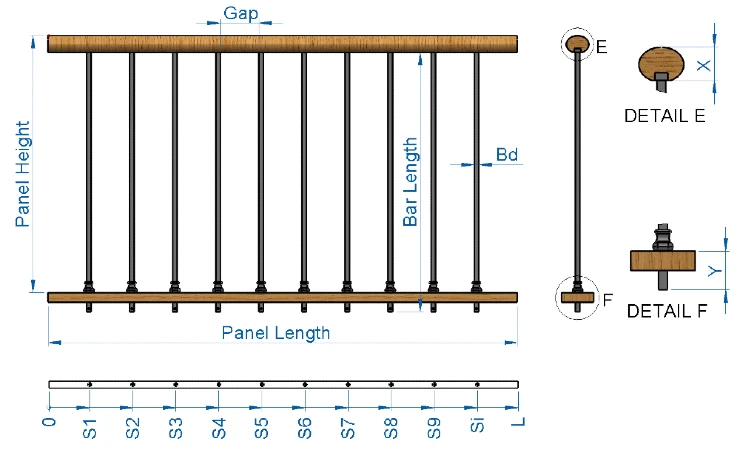 Gap
E
X
DETAIL E
Panel Height
Bar Length
Bd
F
Y
DETAIL F
Panel Length
0 S1 S2 S3 S4 S5 S6 S7 S8 S9 Si L